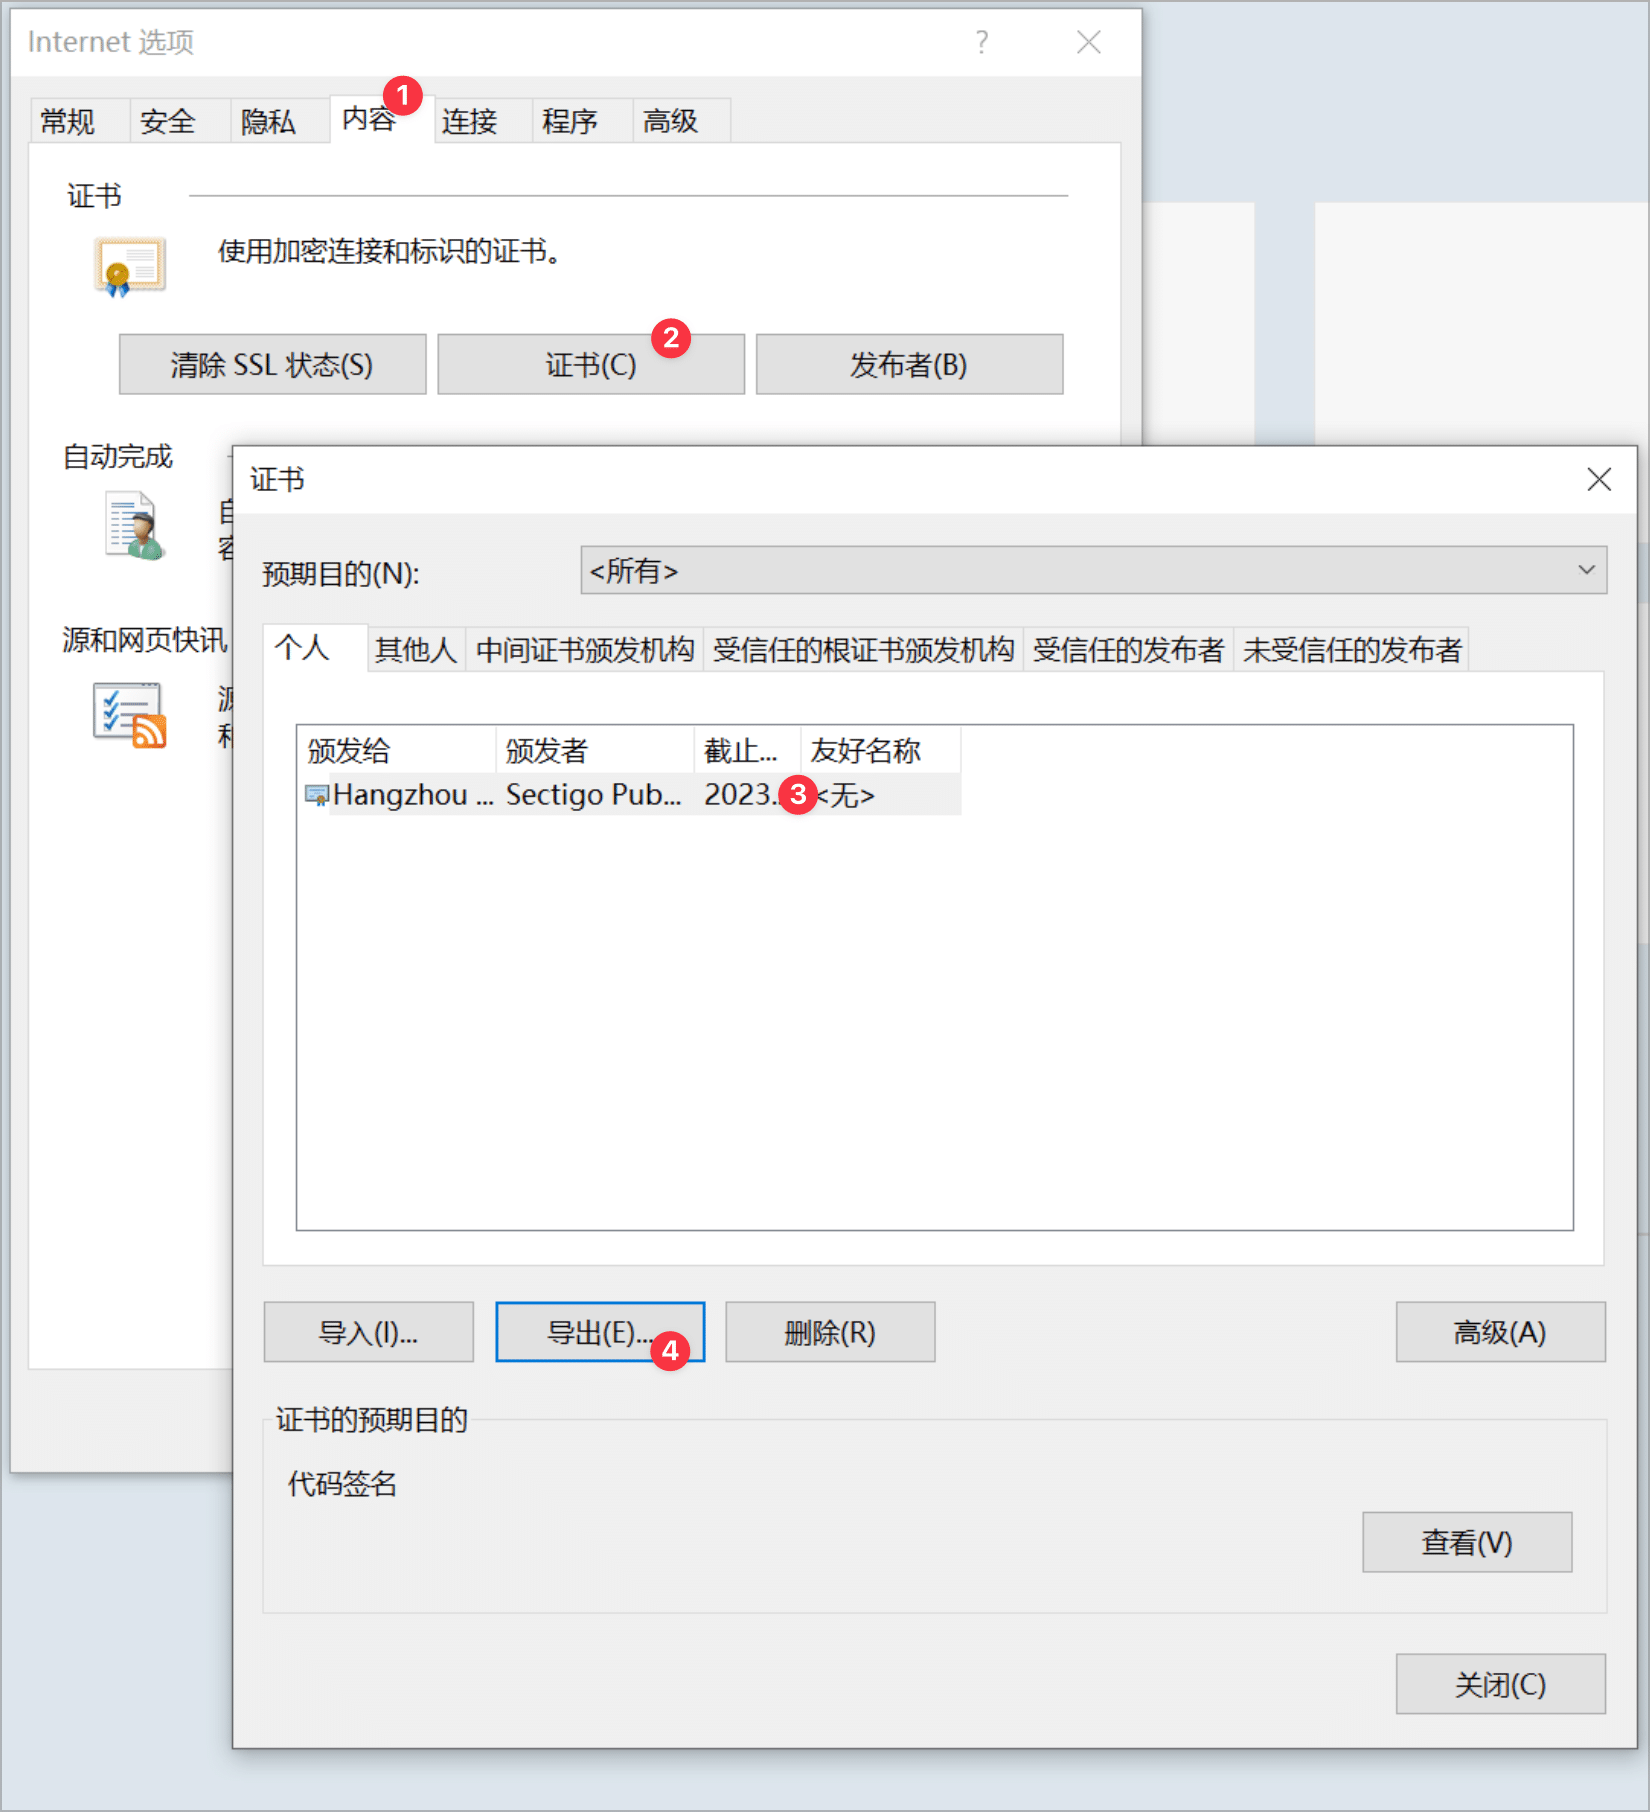 Internet 选项
?
常规 安全 隐私 内容 1 连接 程序 高级
证书
使用加密连接和标识的证书。
2
清除 SSL 状态(S) 证书(C) 发布者(B)
自动完成
源和网页快讯
证书
预期目的(N): <所有>
个人 其他人 中间证书颁发机构 受信任的根证书颁发机构 受信任的发布者 未受信任的发布者
颁发给 颁发者 截止... 友好名称
Hangzhou ... Sectigo Pub... 2023... 3 <无>
导入(I)... 导出(E)... 删除(R) 高级(A)
4
证书的预期目的
代码签名
查看(V)
关闭(C)